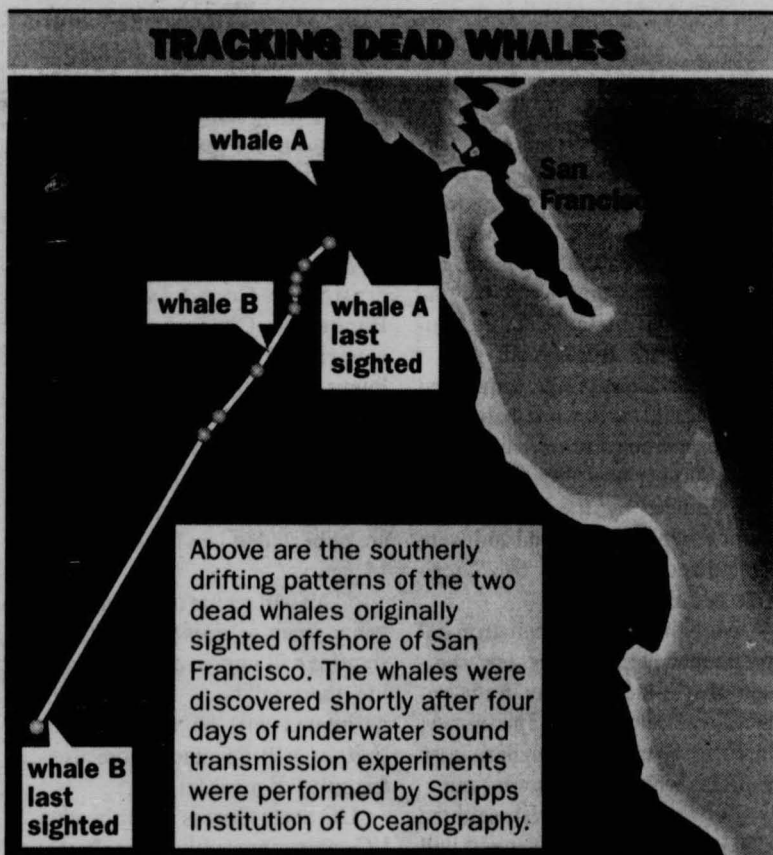 TRACKING DEAD WHALES
whale A
San
Francisco
whale B
whale A
last
sighted
Above are the southerly
drifting patterns of the two
dead whales originally
sighted offshore of San
Francisco. The whales were
discovered shortly after four
days of underwater sound
transmission experiments
were performed by Scripps
Institution of Oceanography.
whale B
last
sighted